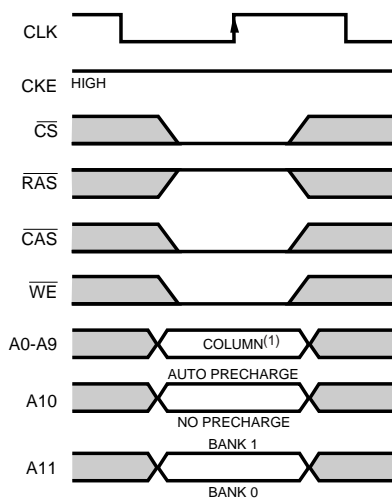 CLK
CKE HIGH
CS
RAS
CAS
WE
A0-A9 COLUMN(1)
AUTO PRECHARGE
A10
NO PRECHARGE
BANK 1
A11
BANK 0